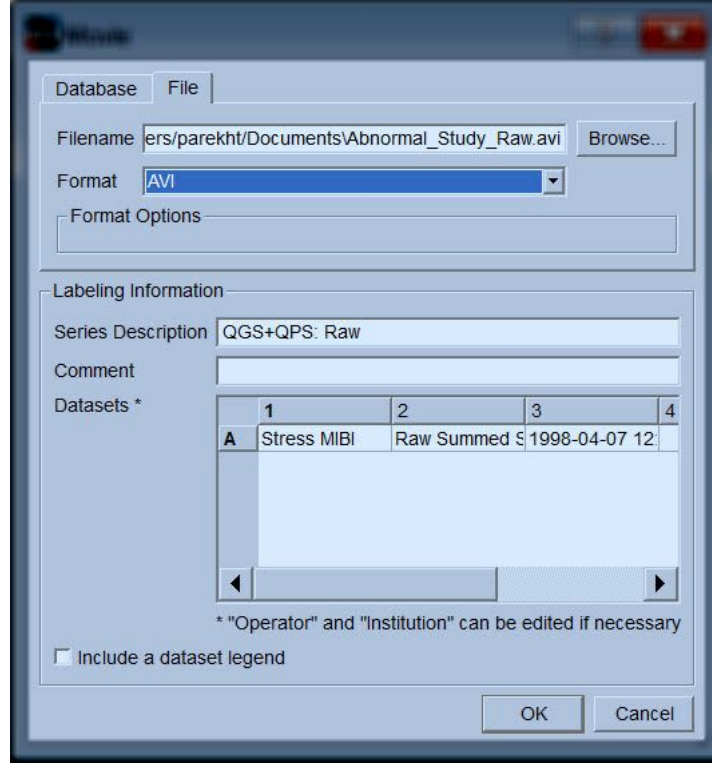 Movie
Database File
Filename ers/parekht/Documents\Abnormal_Study_Raw.avi Browse...
Format AVI
Format Options
Labeling Information
Series Description QGS+QPS: Raw
Comment
Datasets *
1 2 3 4
A Stress MIBI Raw Summed S 1998-04-07 12:
* "Operator" and "Institution" can be edited if necessary
Include a dataset legend
OK Cancel